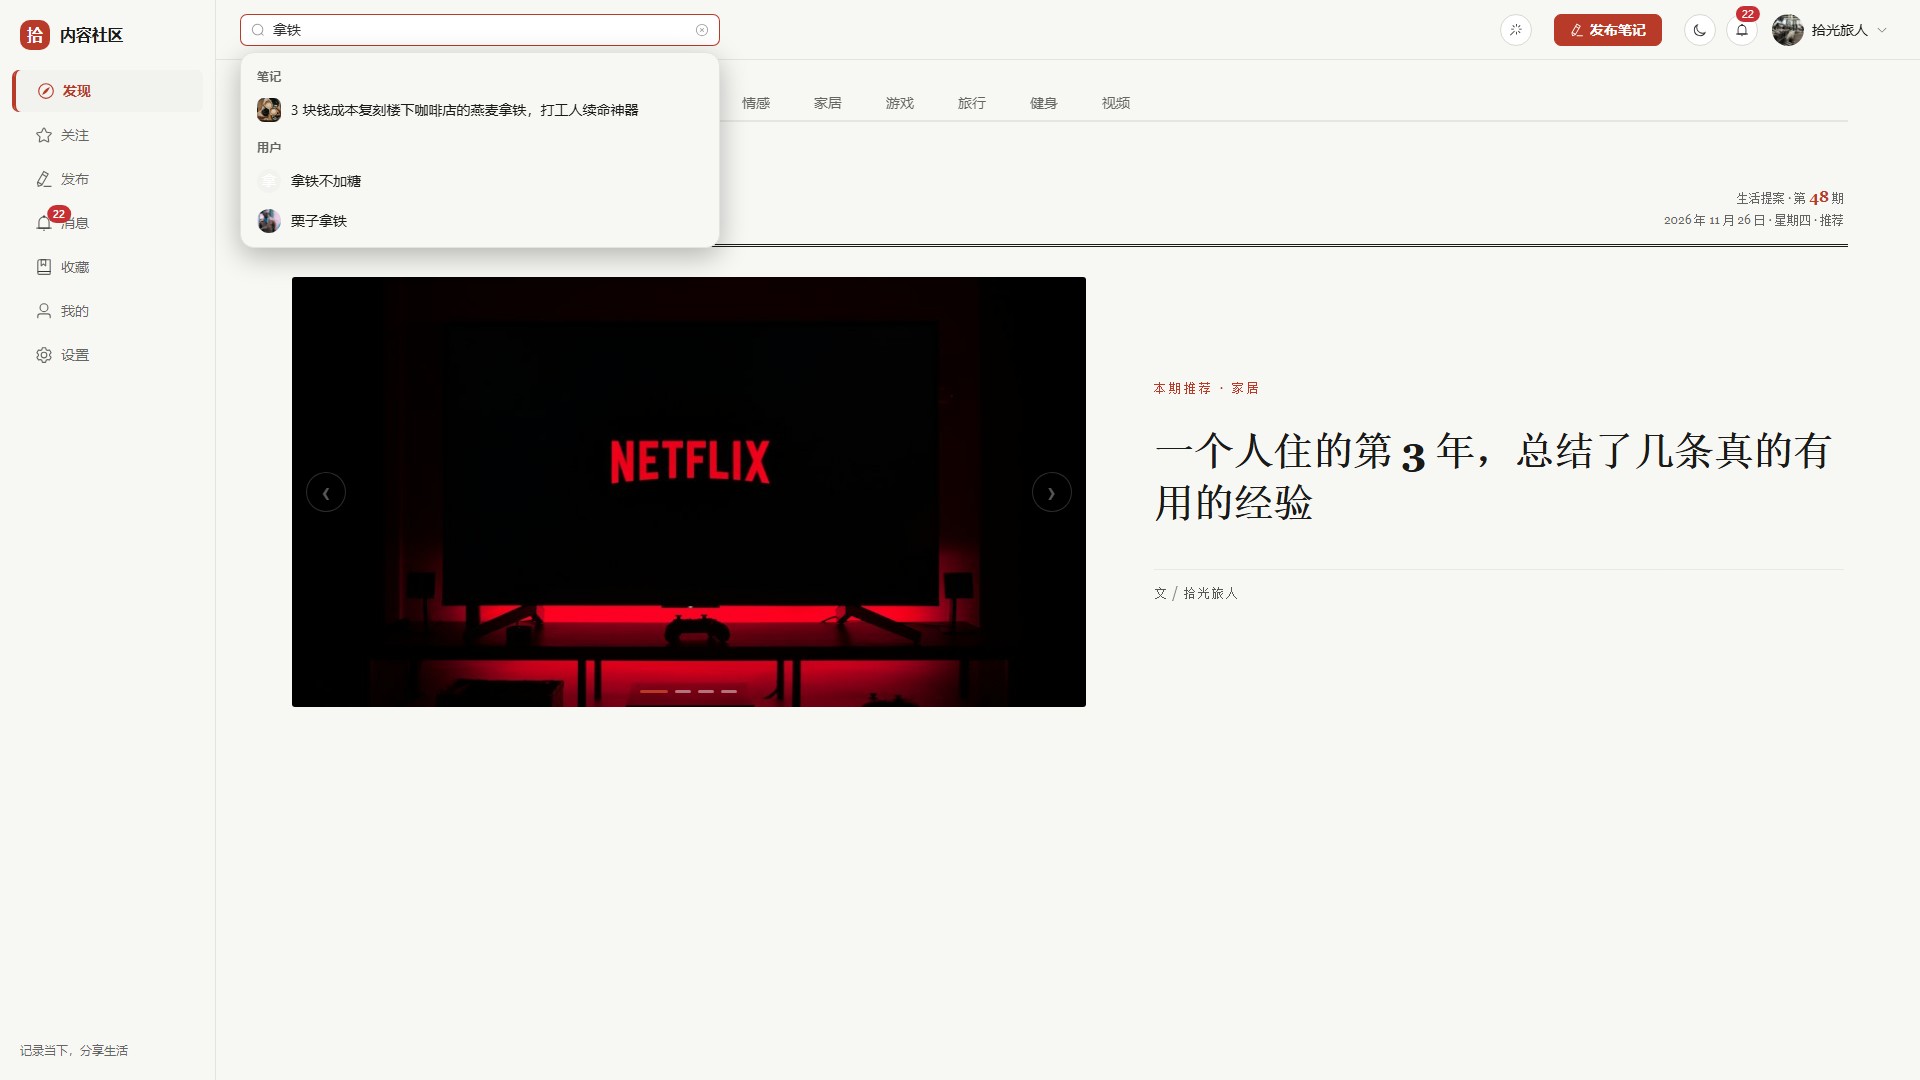 拾 内容社区
发现
关注
发布
22
消息
收藏
我的
设置
记录当下，分享生活
拿铁
发布笔记
22
拾光旅人
笔记
3 块钱成本复刻楼下咖啡店的燕麦拿铁，打工人续命神器
用户
拿 拿铁不加糖
栗子拿铁
情感 家居 游戏 旅行 健身 视频
生活提案 · 第 48 期
2026 年 11 月 26 日 · 星期四 · 推荐
NETFLIX
本期推荐 · 家居
一个人住的第 3 年，总结了几条真的有
用的经验
文 / 拾光旅人